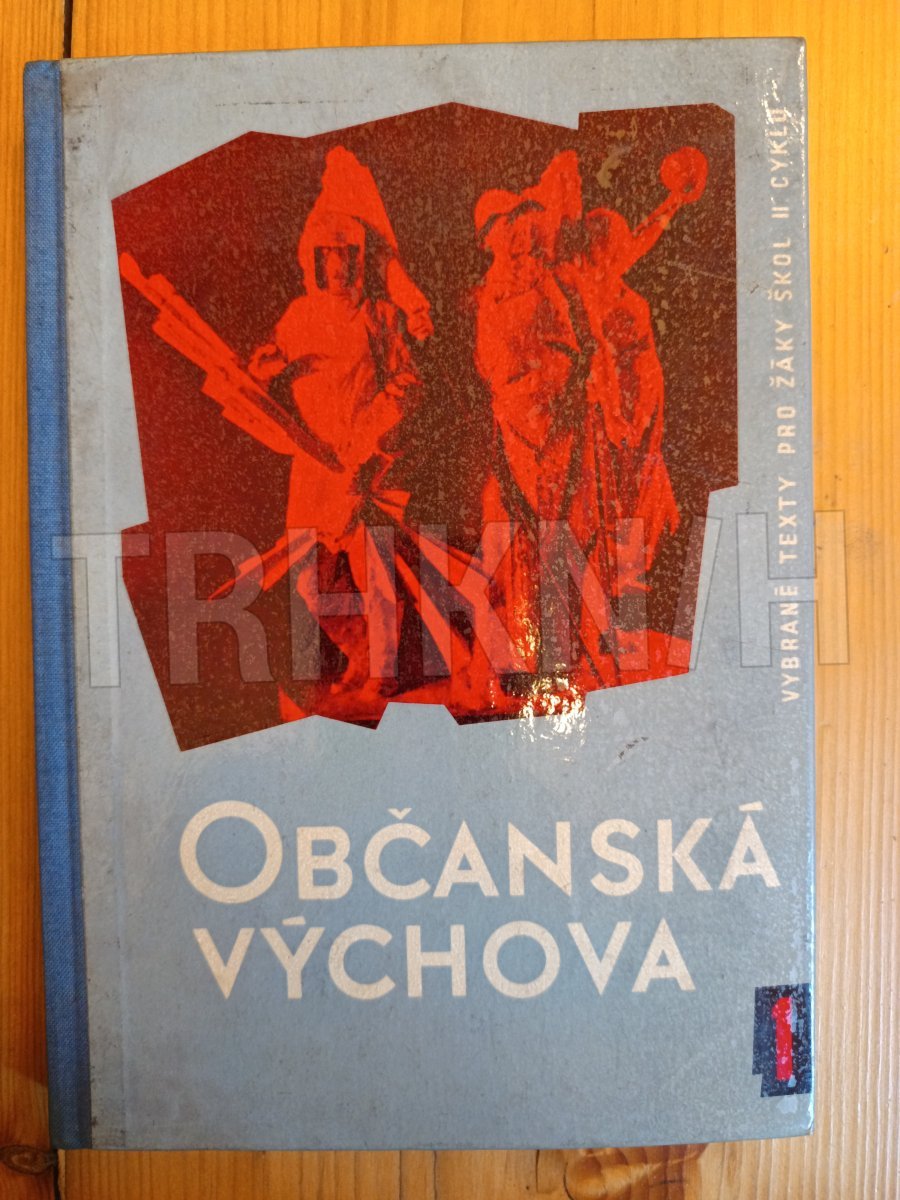 VYBRANÉ TEXTY PRO ŽÁKY ŠKOL II CYKLU
TRHKNIH
OBČANSKÁ
VÝCHOVA
1